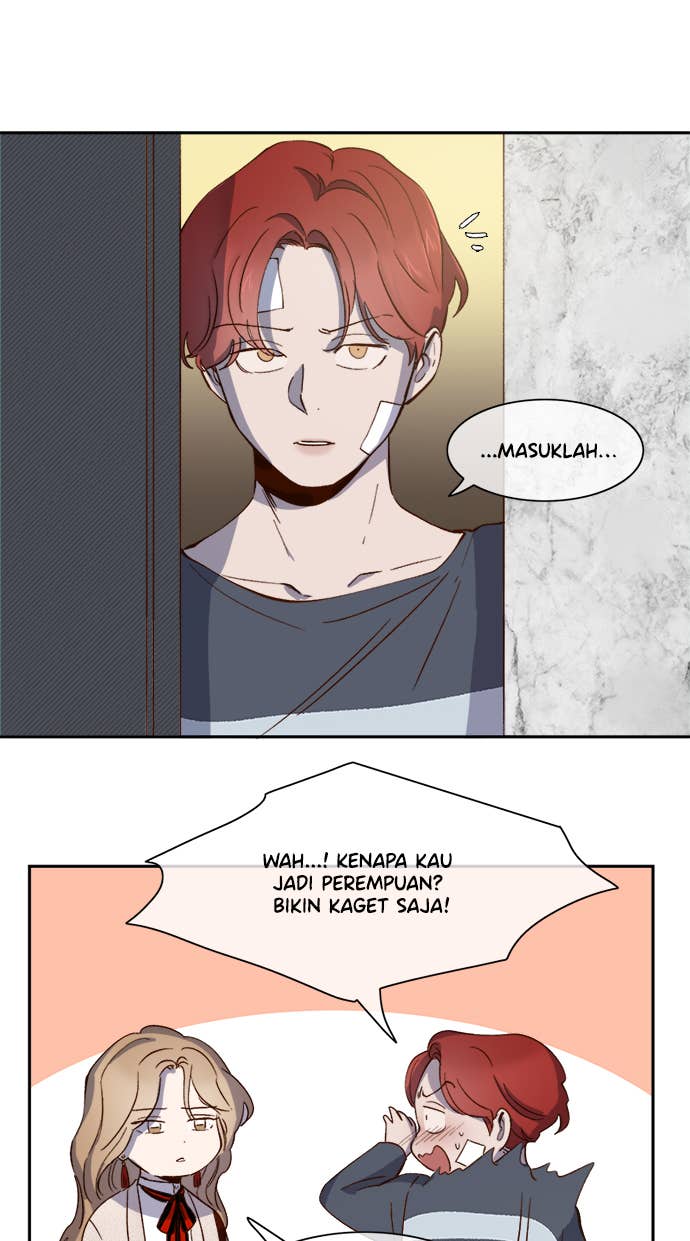 ...MASUKLAH...
WAH...! KENAPA KAU
JADI PEREMPUAN?
BIKIN KAGET SAJA!